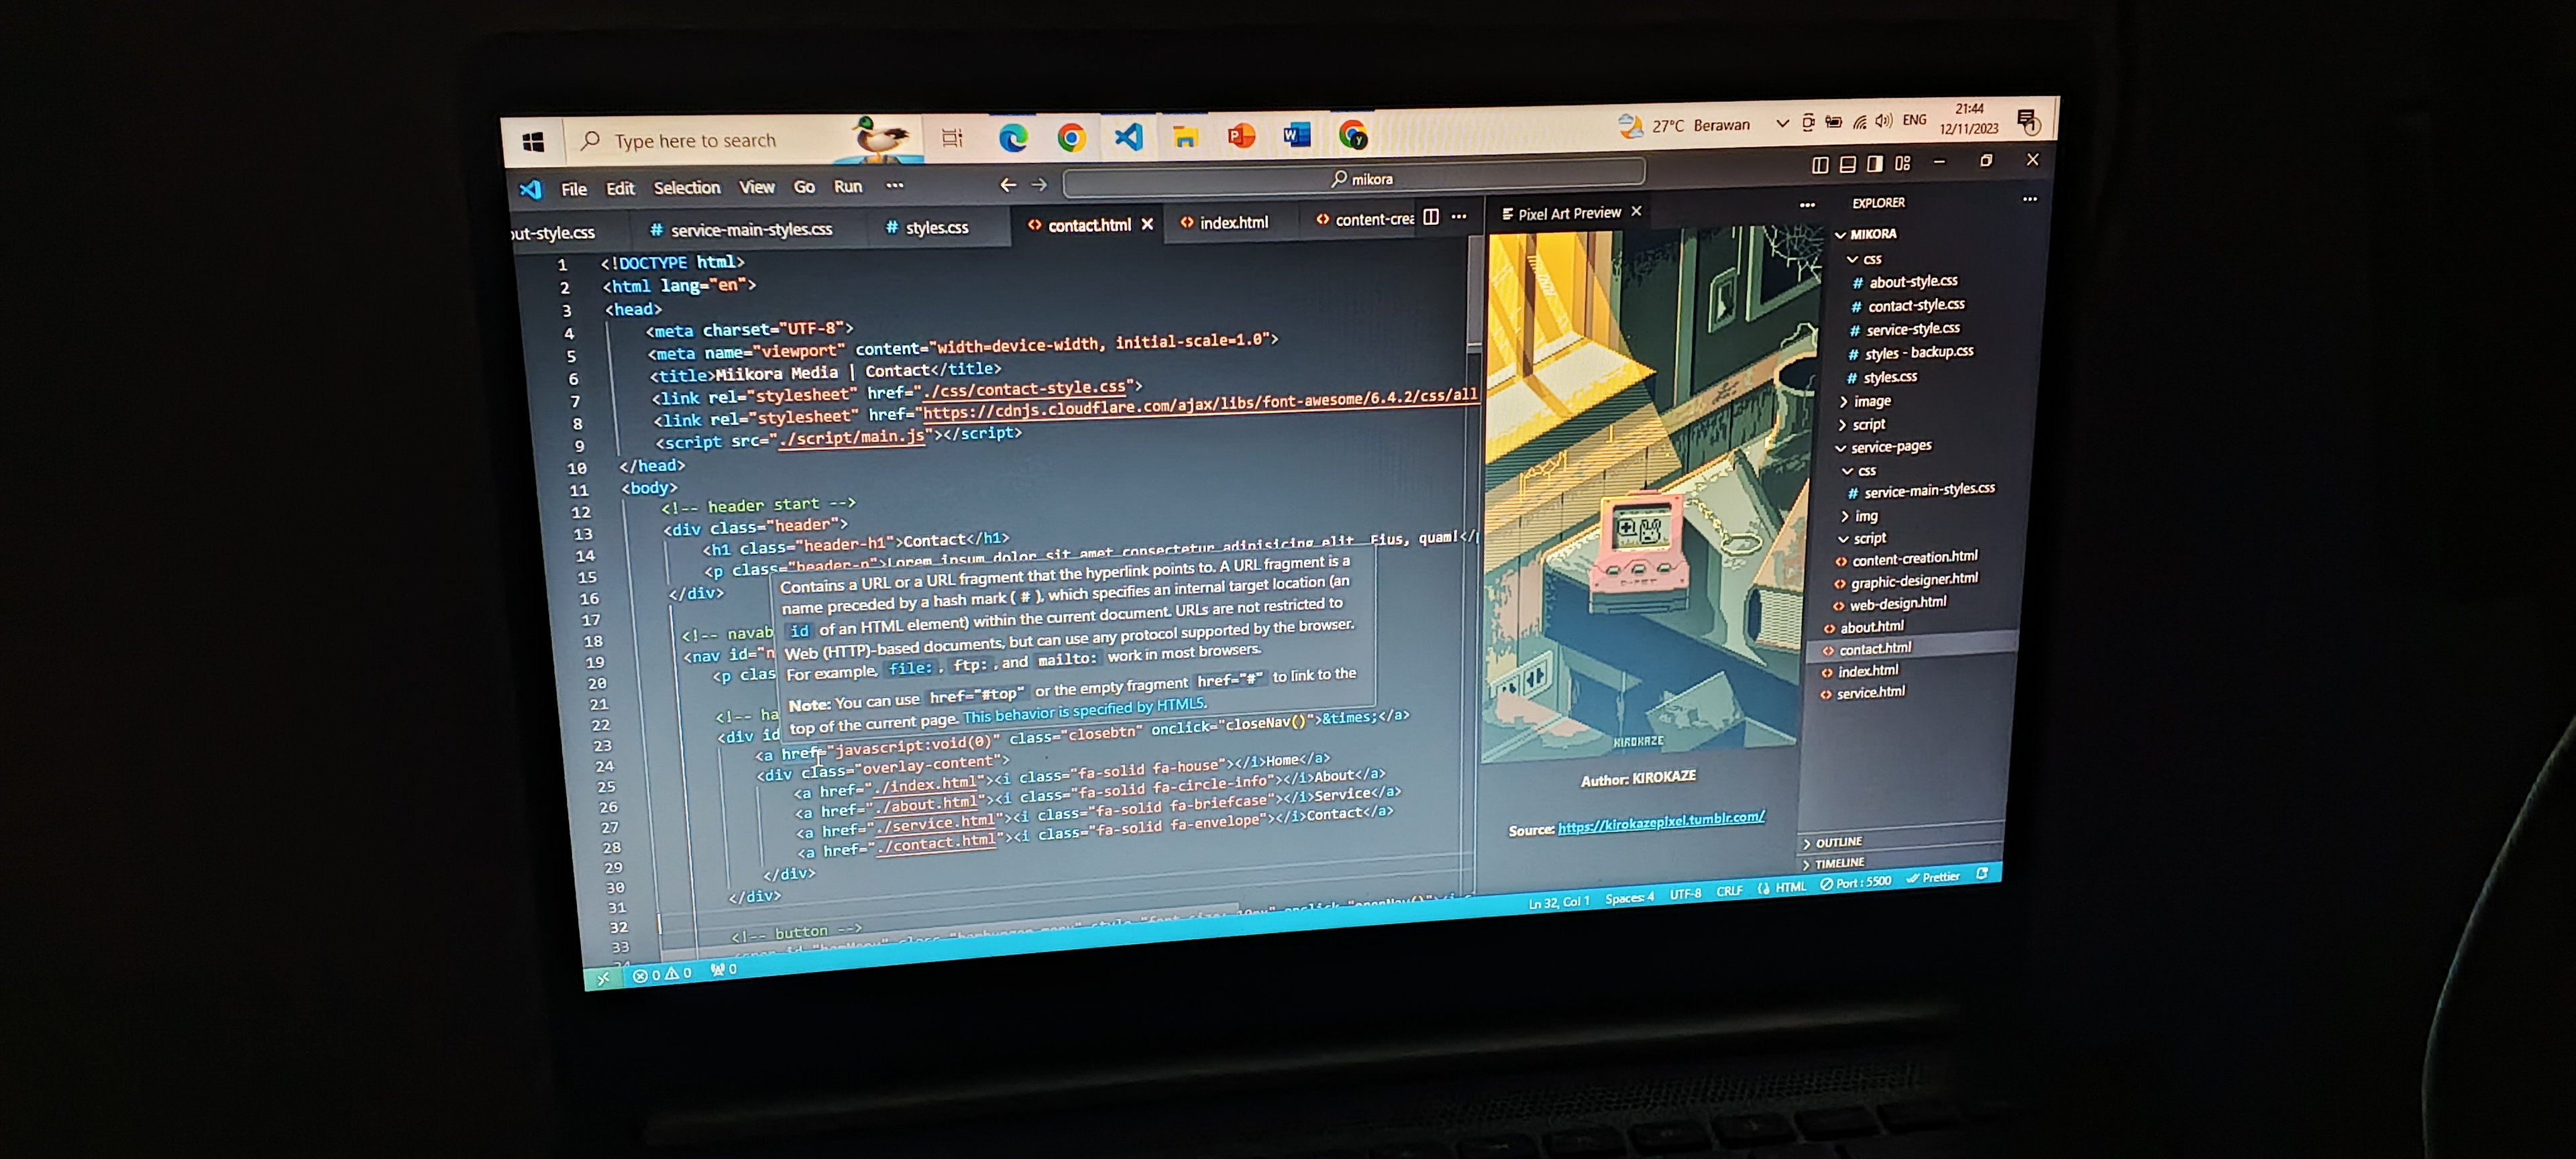 Type here to search
27°C Berawan
ENG
21:44
12/11/2023
File Edit Selection View Go Run ...
mikora
out-style.css
# service-main-styles.css
# styles.css
<> contact.html
<> index.html
<> content-crea
Pixel Art Preview
1 <!DOCTYPE html>
2 <html lang="en">
3 <head>
4 <meta charset="UTF-8">
5 <meta name="viewport" content="width=device-width, initial-scale=1.0">
6 <title>Miikora Media | Contact</title>
7 <link rel="stylesheet" href="./css/contact-style.css">
8 <link rel="stylesheet" href="https://cdnjs.cloudflare.com/ajax/libs/font-awesome/6.4.2/css/all
9 <script src="./script/main.js"></script>
10 </head>
11 <body>
12 <!-- header start -->
13 <div class="header">
14 <h1 class="header-h1">Contact</h1>
15 <p class="header-p">Lorem ipsum dolor sit amet consectetur adipisicing elit. Eius, quam!</
16 </div>
17
18 <!-- navab
19 <nav id="n
20 <p clas
21
22 <!-- ha
23 <div id
Contains a URL or a URL fragment that the hyperlink points to. A URL fragment is a
name preceded by a hash mark ( # ), which specifies an internal target location (an
id of an HTML element) within the current document. URLs are not restricted to
Web (HTTP)-based documents, but can use any protocol supported by the browser.
For example, file: , ftp: , and mailto: work in most browsers.
Note: You can use href="#top" or the empty fragment href="#" to link to the
top of the current page. This behavior is specified by HTML5.
24 <a href="javascript:void(0)" class="closebtn" onclick="closeNav()">&times;</a>
25 <div class="overlay-content">
26 <a href="./index.html"><i class="fa-solid fa-house"></i>Home</a>
27 <a href="./about.html"><i class="fa-solid fa-circle-info"></i>About</a>
28 <a href="./service.html"><i class="fa-solid fa-briefcase"></i>Service</a>
29 <a href="./contact.html"><i class="fa-solid fa-envelope"></i>Contact</a>
30 </div>
31 </div>
32
33 <!-- button -->
34
KIROKAZE
Author: KIROKAZE
Source: https://kirokazepixel.tumblr.com/
EXPLORER
MIKORA
css
# about-style.css
# contact-style.css
# service-style.css
# styles - backup.css
# styles.css
image
script
service-pages
css
# service-main-styles.css
img
script
<> content-creation.html
<> graphic-designer.html
<> web-design.html
<> about.html
<> contact.html
<> index.html
<> service.html
OUTLINE
TIMELINE
0 0 0
Ln 32, Col 1 Spaces: 4 UTF-8 CRLF HTML Port : 5500 Prettier